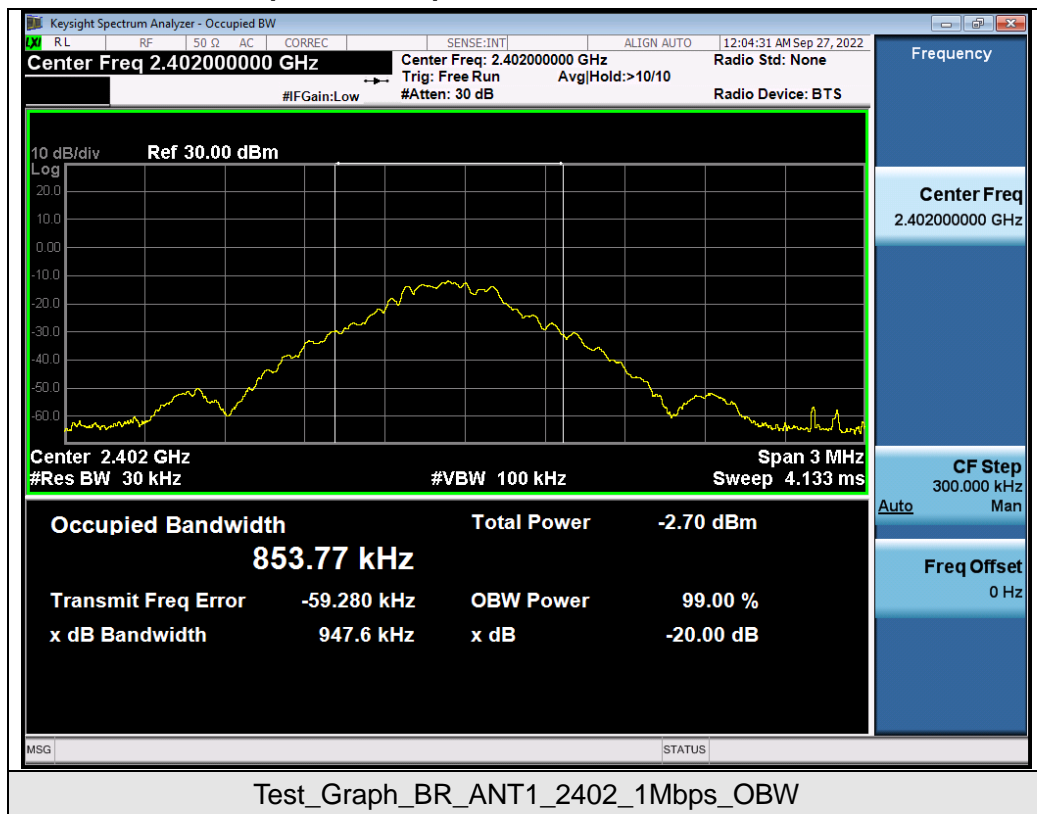 Keysight Spectrum Analyzer - Occupied BW
LXI RL RF 50 Ω AC CORREC SENSE:INT ALIGN AUTO 12:04:31 AM Sep 27, 2022
Center Freq 2.402000000 GHz
Center Freq: 2.402000000 GHz
Radio Std: None
Trig: Free Run Avg|Hold:>10/10
#IFGain:Low
#Atten: 30 dB
Radio Device: BTS
10 dB/div Ref 30.00 dBm
Log
20.0
10.0
0.00
-10.0
-20.0
-30.0
-40.0
-50.0
-60.0
Center 2.402 GHz
Span 3 MHz
#Res BW 30 kHz
#VBW 100 kHz
Sweep 4.133 ms
Occupied Bandwidth
853.77 kHz
Total Power -2.70 dBm
Transmit Freq Error -59.280 kHz
OBW Power 99.00 %
x dB Bandwidth 947.6 kHz
x dB -20.00 dB
Frequency
Center Freq
2.402000000 GHz
CF Step
300.000 kHz
Auto Man
Freq Offset
0 Hz
MSG
STATUS
Test_Graph_BR_ANT1_2402_1Mbps_OBW